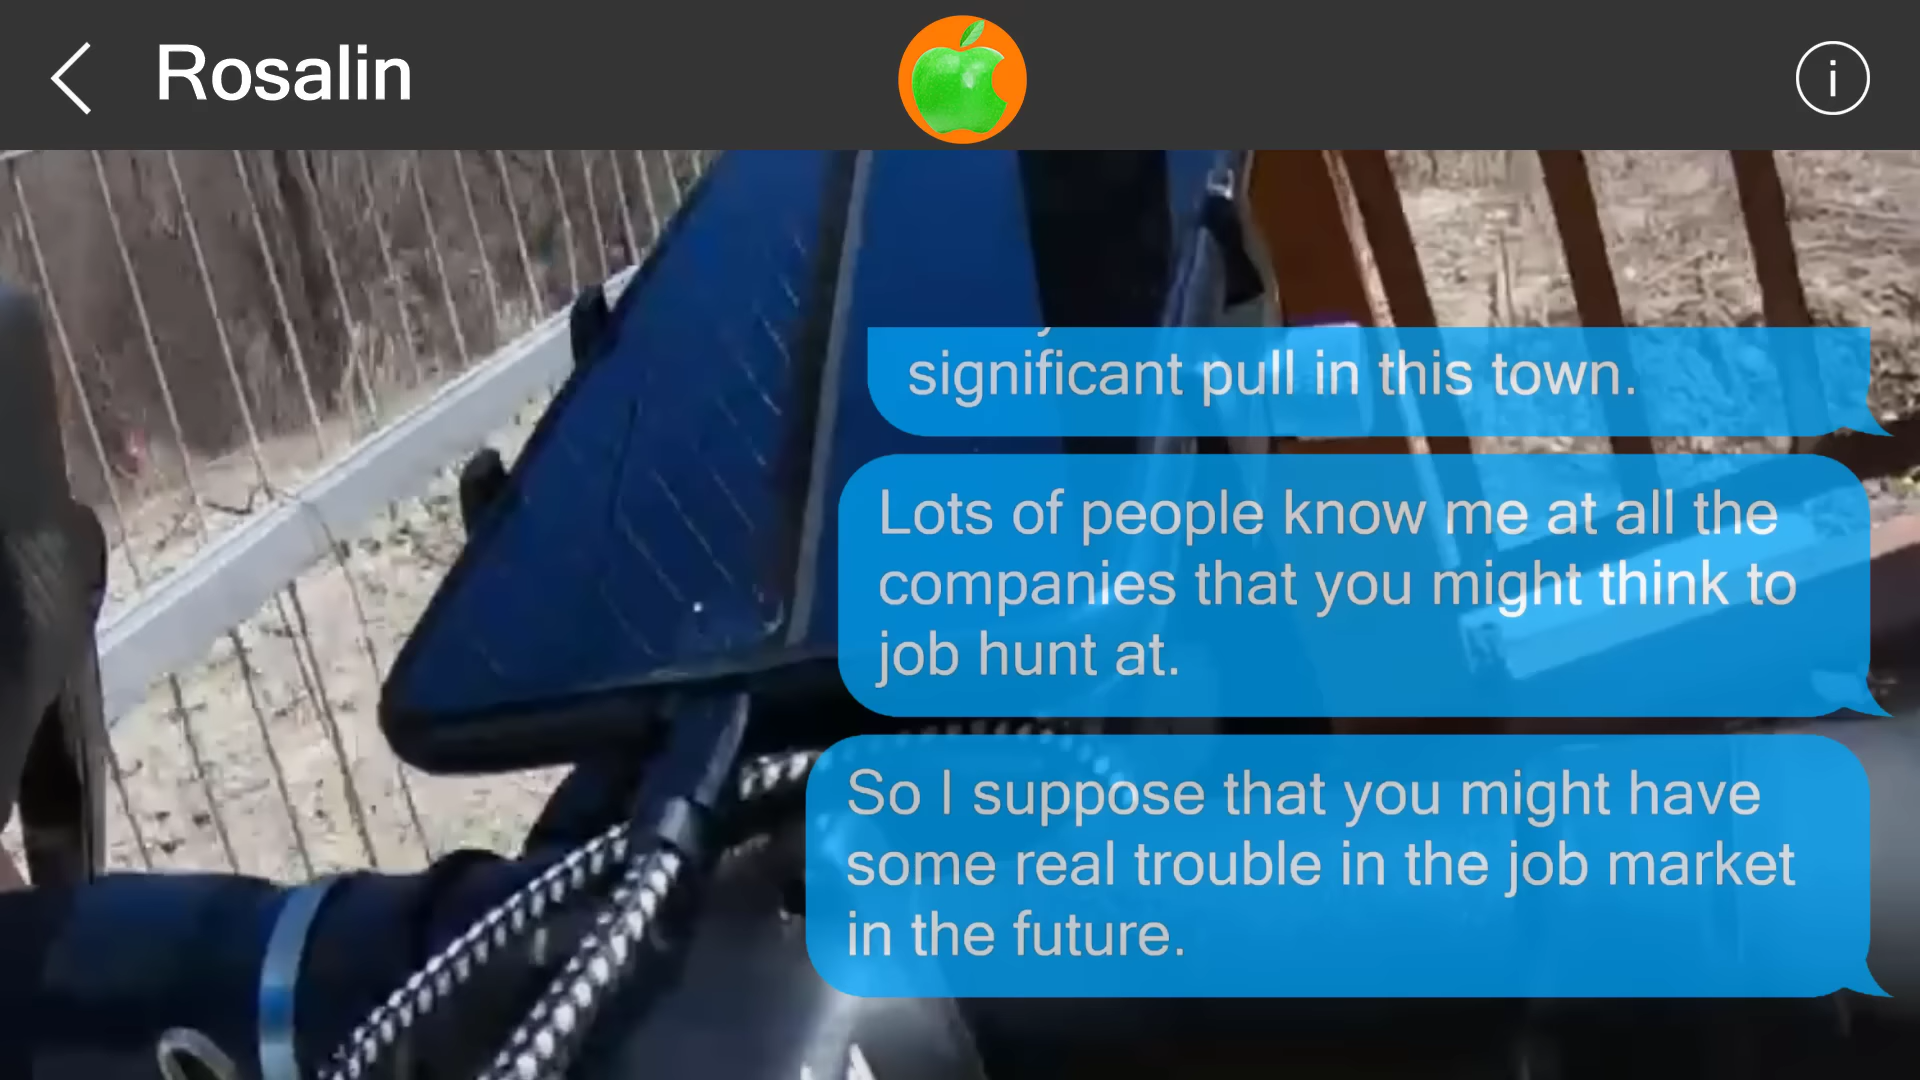 Rosalin
significant pull in this town.
Lots of people know me at all the
companies that you might think to
job hunt at.
So I suppose that you might have
some real trouble in the job market
in the future.